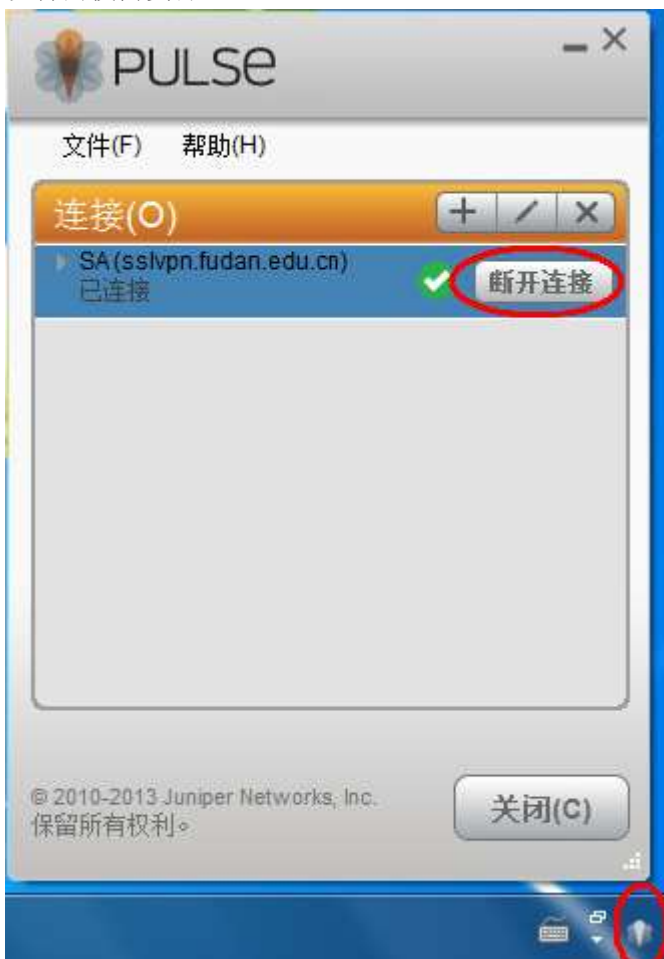 PULSE
文件(F) 帮助(H)
连接(O)
SA(sslvpn.fudan.edu.cn)
已连接
断开连接
© 2010-2013 Juniper Networks, Inc.
保留所有权利。
关闭(C)